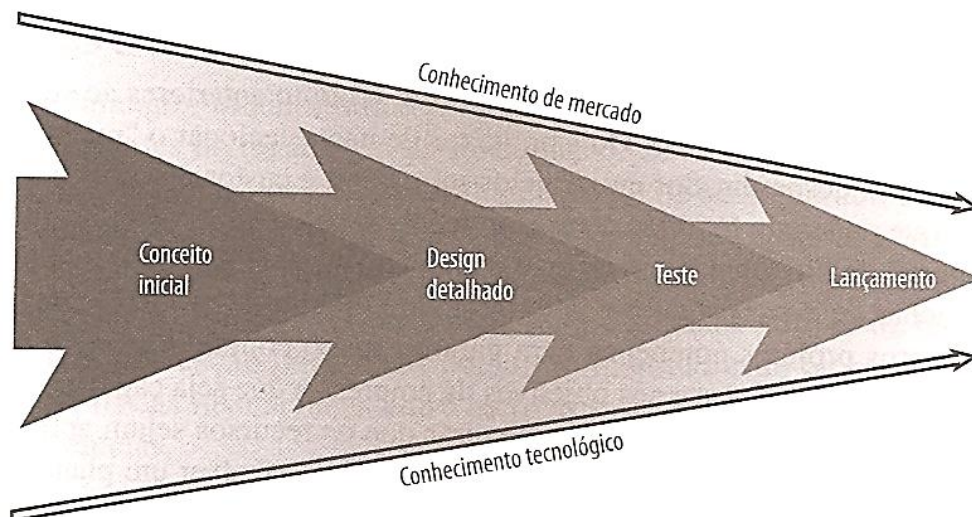 Conhecimento de mercado
Conceito
inicial
Design
detalhado
Teste
Lançamento
Conhecimento tecnológico